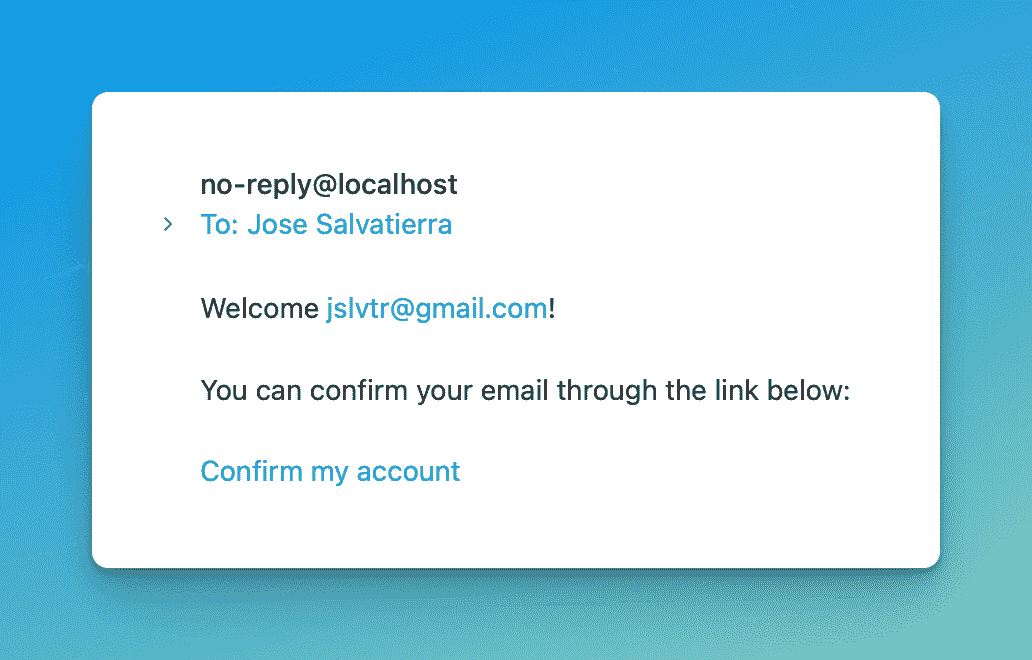 no-reply@localhost
To: Jose Salvatierra
Welcome jslvtr@gmail.com!
You can confirm your email through the link below:
Confirm my account